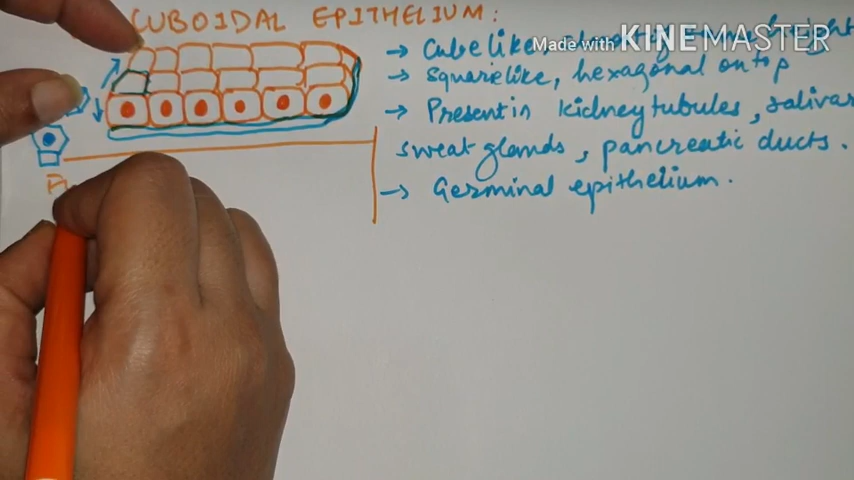 CUBOIDAL EPITHELIUM:
Made with KINEMASTER
→ Cube like,
→ Squarelike, hexagonal on top
→ Present in kidney tubules, salivar
sweat glands, pancreatic ducts.
→ Germinal epithelium.